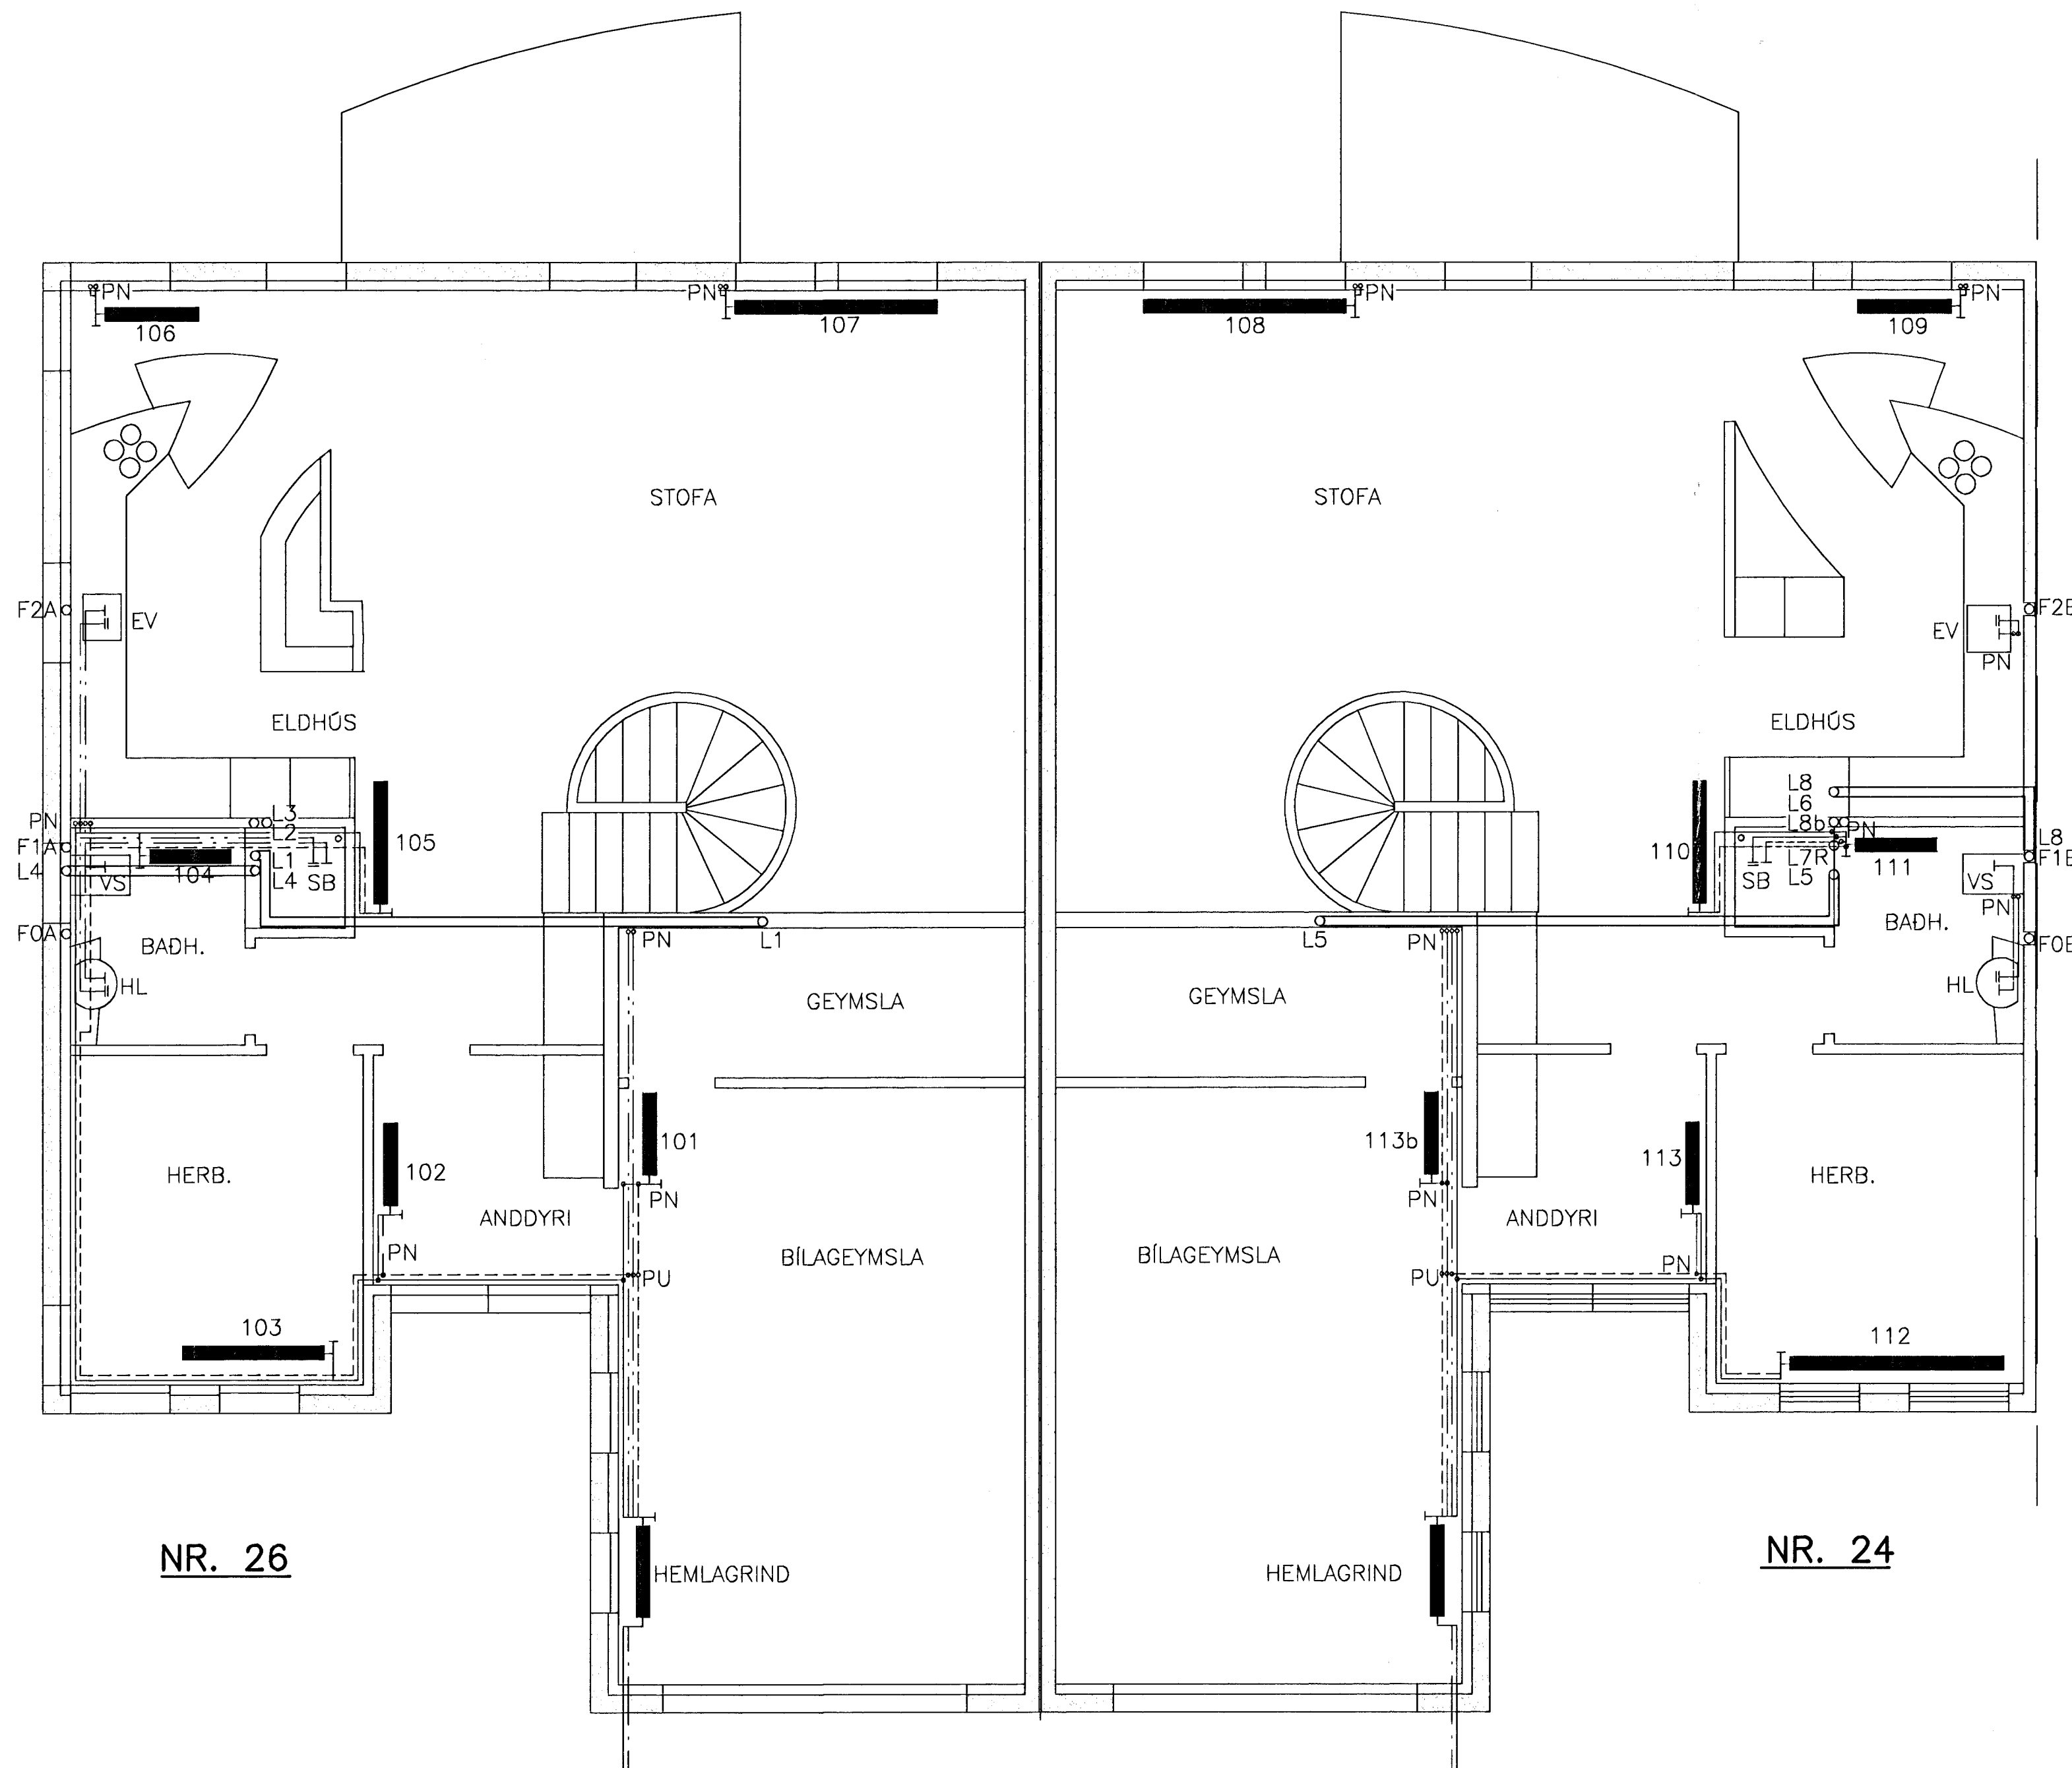 PN
PN
PN
PN
106
107
108
109
STOFA
STOFA
F2A
EV
EV
PN
ELDHÚS
ELDHÚS
PN
L3
L2
L8
L6
L8b
PN
F1A
L4
VS
104
L1
L4
SB
105
110
SB
L7R
L5
111
L8
VS
PN
F0A
BAÐH.
PN
L1
L5
PN
BAÐH.
HL
HL
GEYMSLA
GEYMSLA
101
113b
102
113
HERB.
HERB.
PN
PN
ANDDYRI
ANDDYRI
PN
PN
BÍLAGEYMSLA
BÍLAGEYMSLA
PU
PU
103
112
NR. 26
NR. 24
HEMLAGRIND
HEMLAGRIND